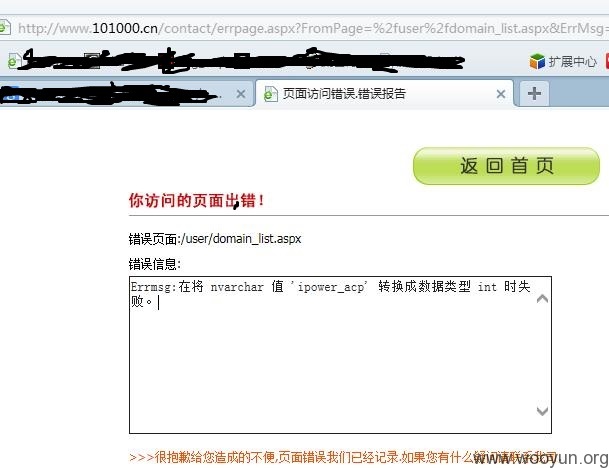 http://www.101000.cn/contact/errpage.aspx?FromPage=%2fuser%2fdomain_list.aspx&ErrMsg=
扩展中心
页面访问错误,错误报告
返回首页
你访问的页面出错!
错误页面:/user/domain_list.aspx
错误信息:
Errmsg:在将 nvarchar 值 'ipower_acp' 转换成数据类型 int 时失
败。
>>>很抱歉给您造成的不便,页面错误我们已经记录.如果您有什么
www.wooyun.org